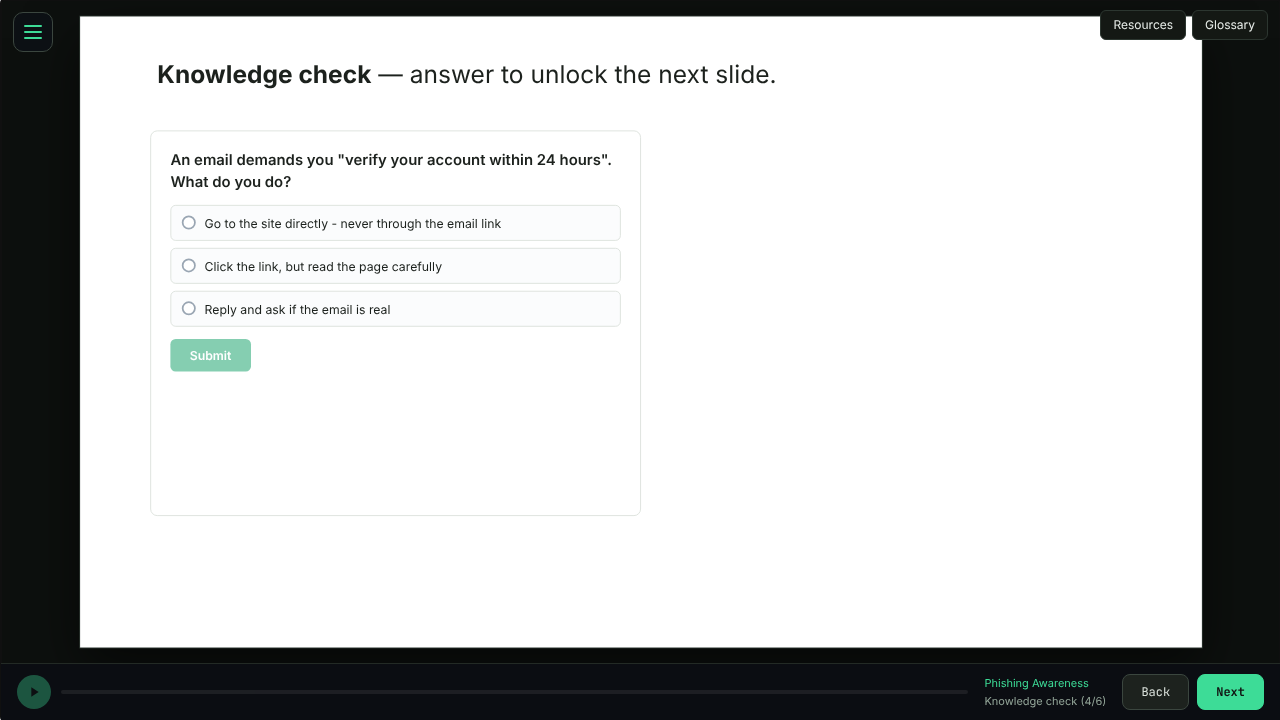 Resources
Glossary
Knowledge check — answer to unlock the next slide.
An email demands you "verify your account within 24 hours".
What do you do?
Go to the site directly - never through the email link
Click the link, but read the page carefully
Reply and ask if the email is real
Submit
Phishing Awareness
Knowledge check (4/6)
Back
Next